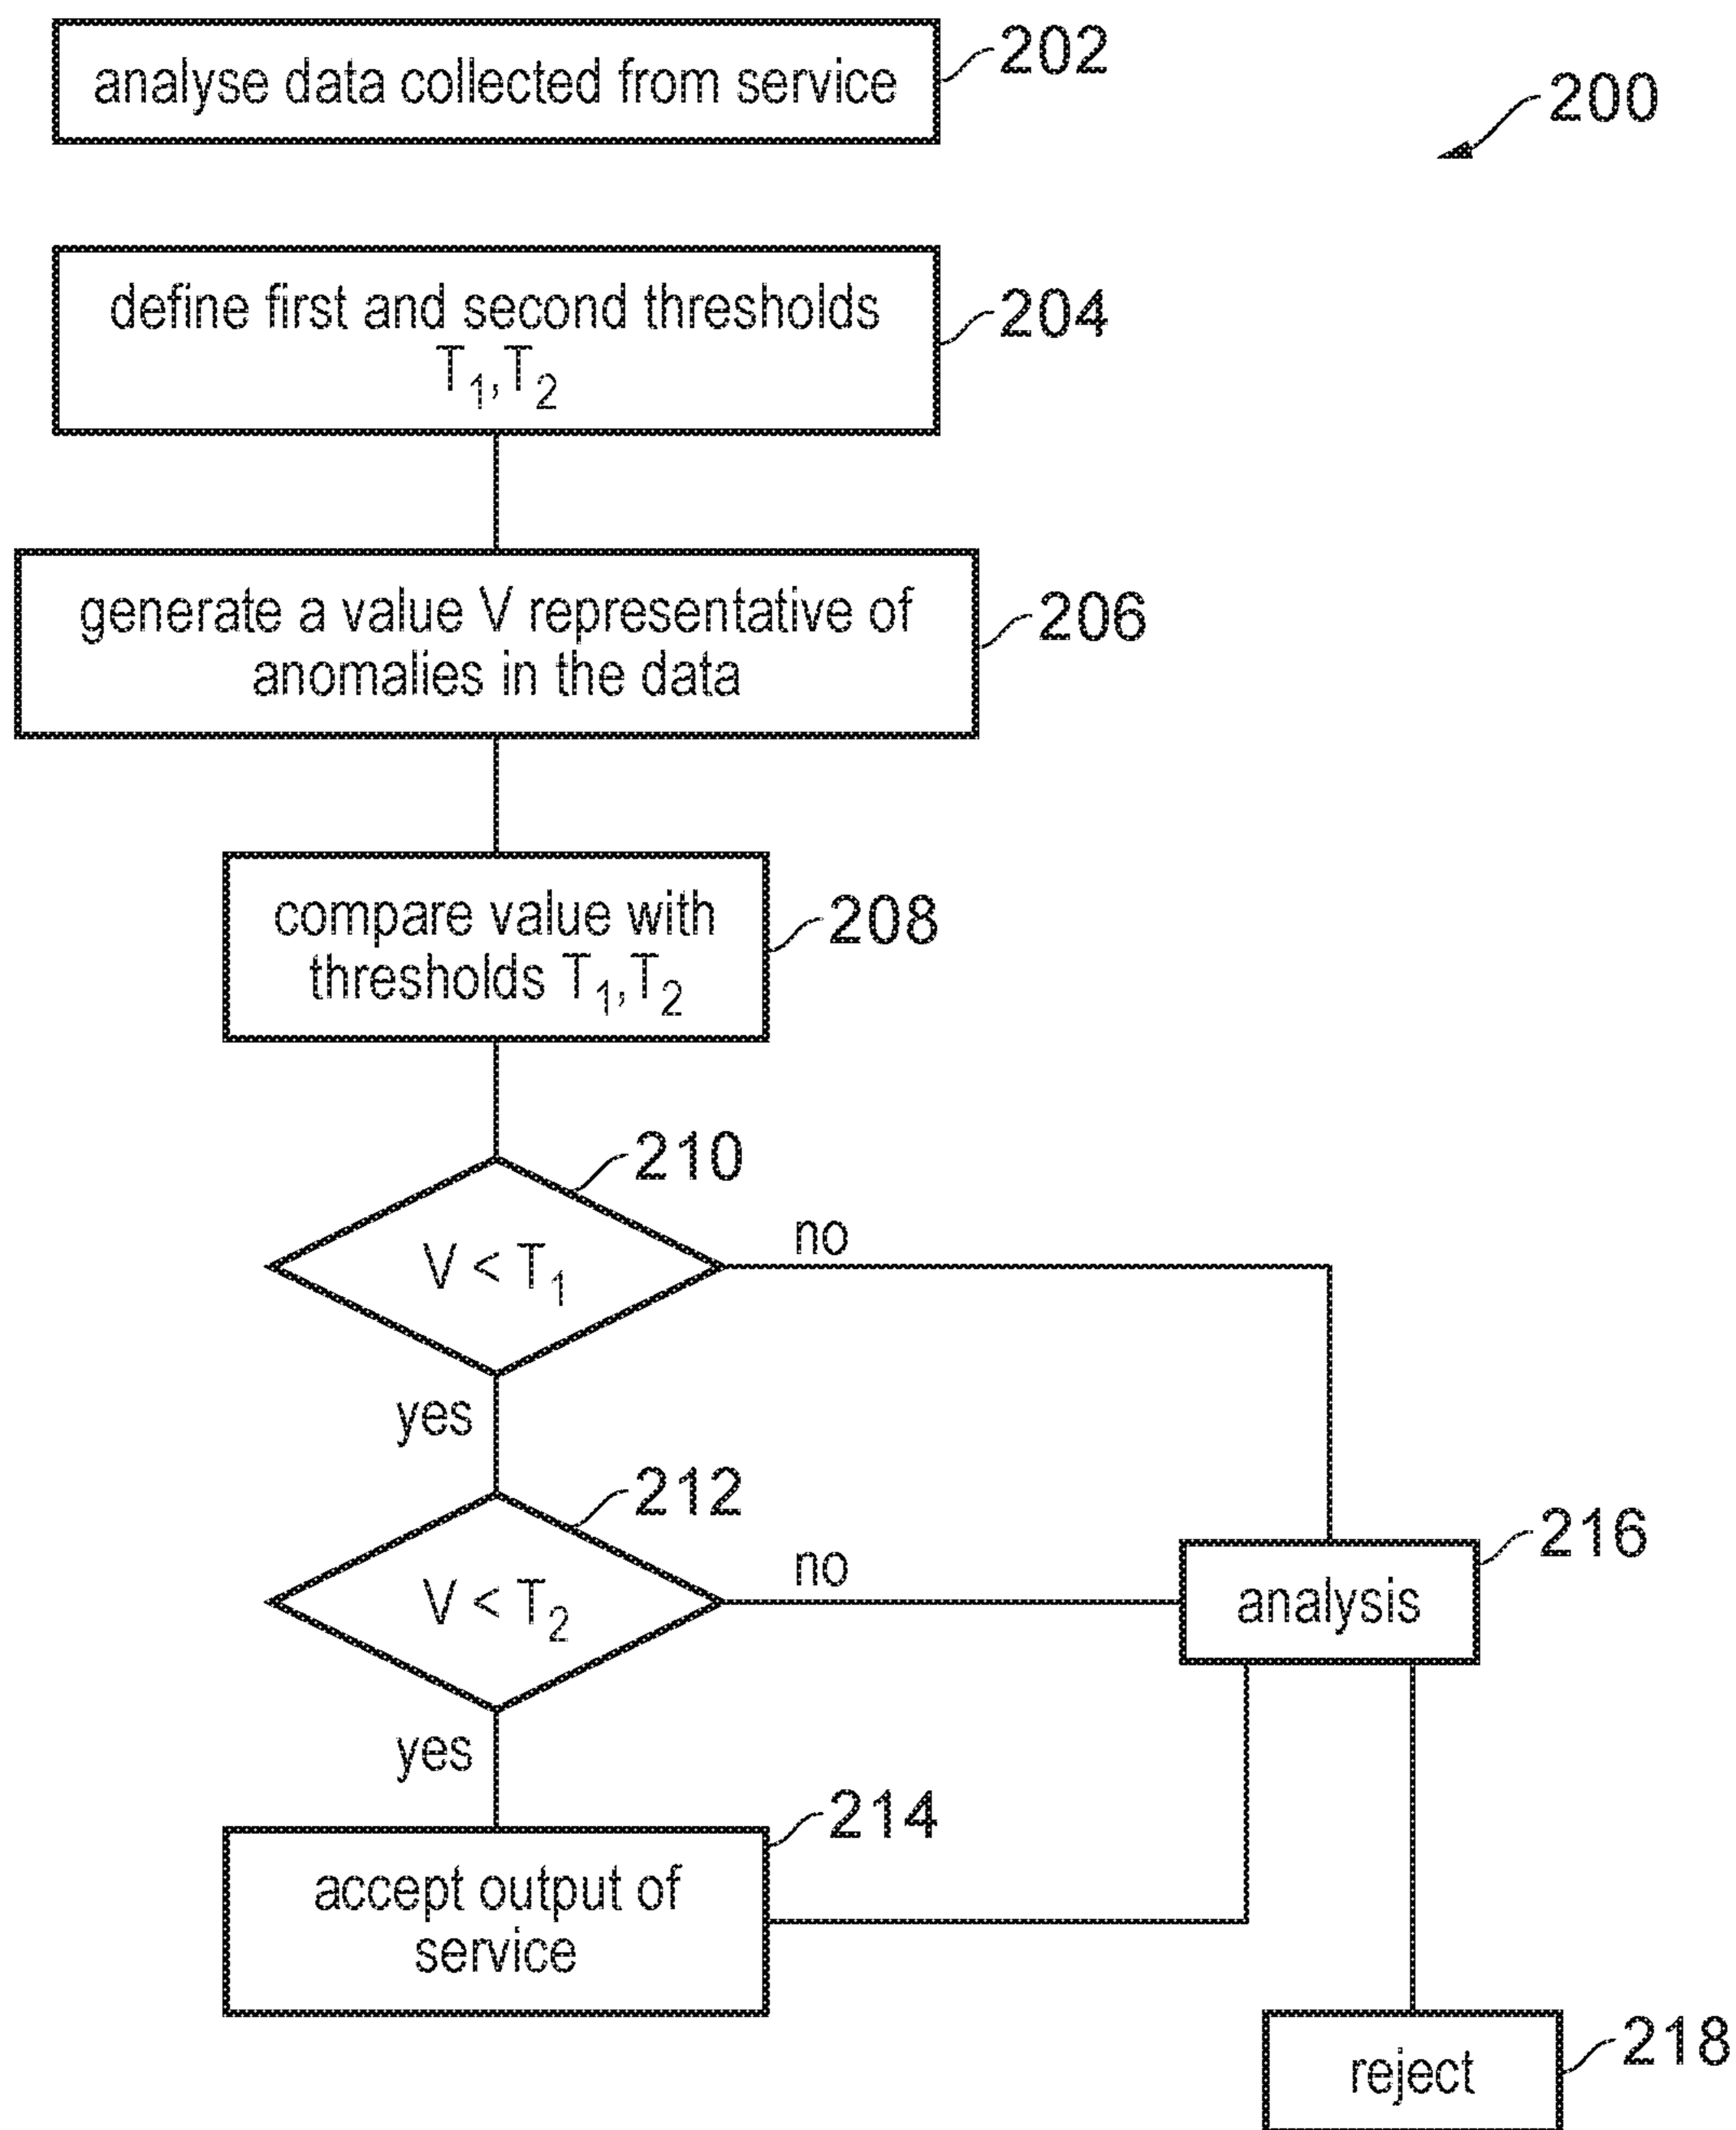 analyse data collected from service
202
200
define first and second thresholds
T1,T2
204
generate a value V representative of
anomalies in the data
206
compare value with
thresholds T1,T2
208
210
V < T1
no
yes
212
V < T2
no
216
analysis
yes
214
accept output of
service
218
reject